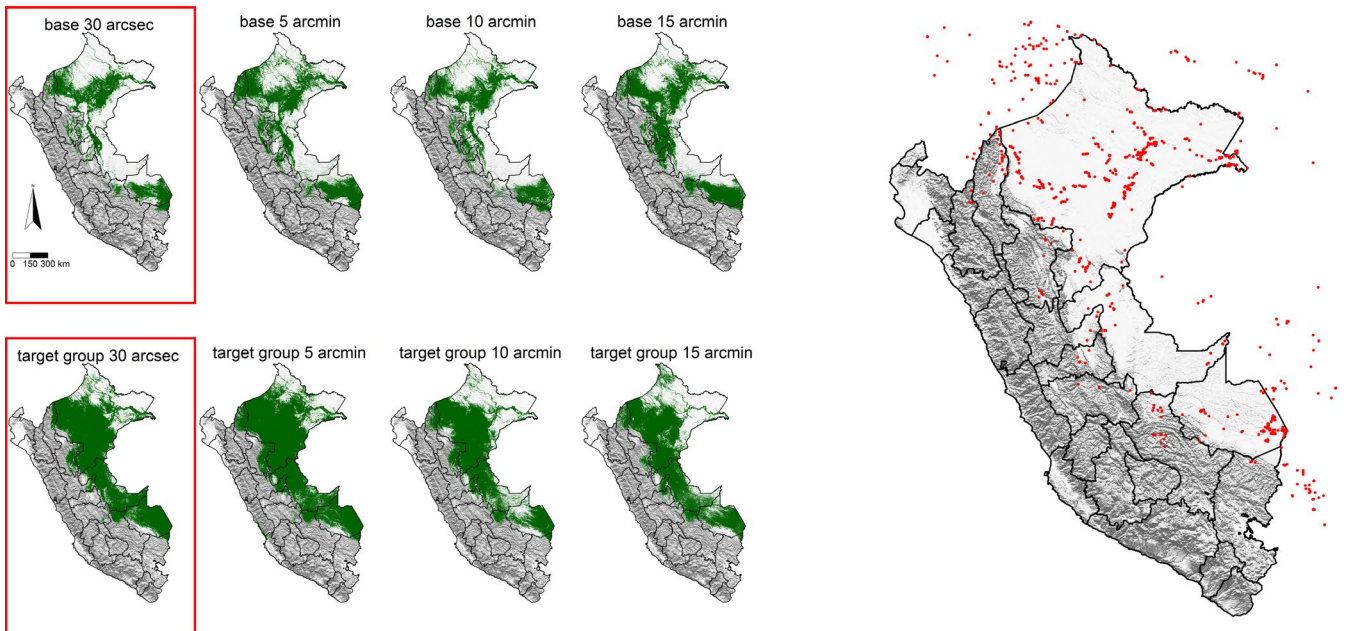 base 30 arcsec
base 5 arcmin
base 10 arcmin
base 15 arcmin
0 150 300 km
target group 30 arcsec
target group 5 arcmin
target group 10 arcmin
target group 15 arcmin